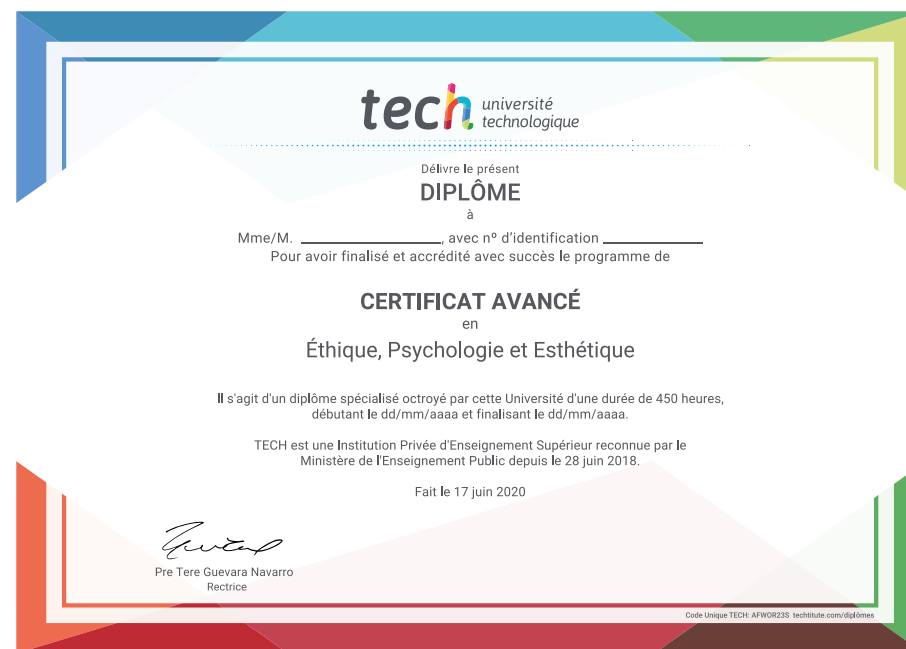 tech université
technologique
Délivre le présent
DIPLÔME
à
Mme/M. ____________________, avec nº d'identification ______________
Pour avoir finalisé et accrédité avec succès le programme de
CERTIFICAT AVANCÉ
en
Éthique, Psychologie et Esthétique
Il s'agit d'un diplôme spécialisé octroyé par cette Université d'une durée de 450 heures,
débutant le dd/mm/aaaa et finalisant le dd/mm/aaaa.
TECH est une Institution Privée d'Enseignement Supérieur reconnue par le
Ministère de l'Enseignement Public depuis le 28 juin 2018.
Fait le 17 juin 2020
Pre Tere Guevara Navarro
Rectrice
Code Unique TECH: AFWOR23S techtitute.com/diplômes